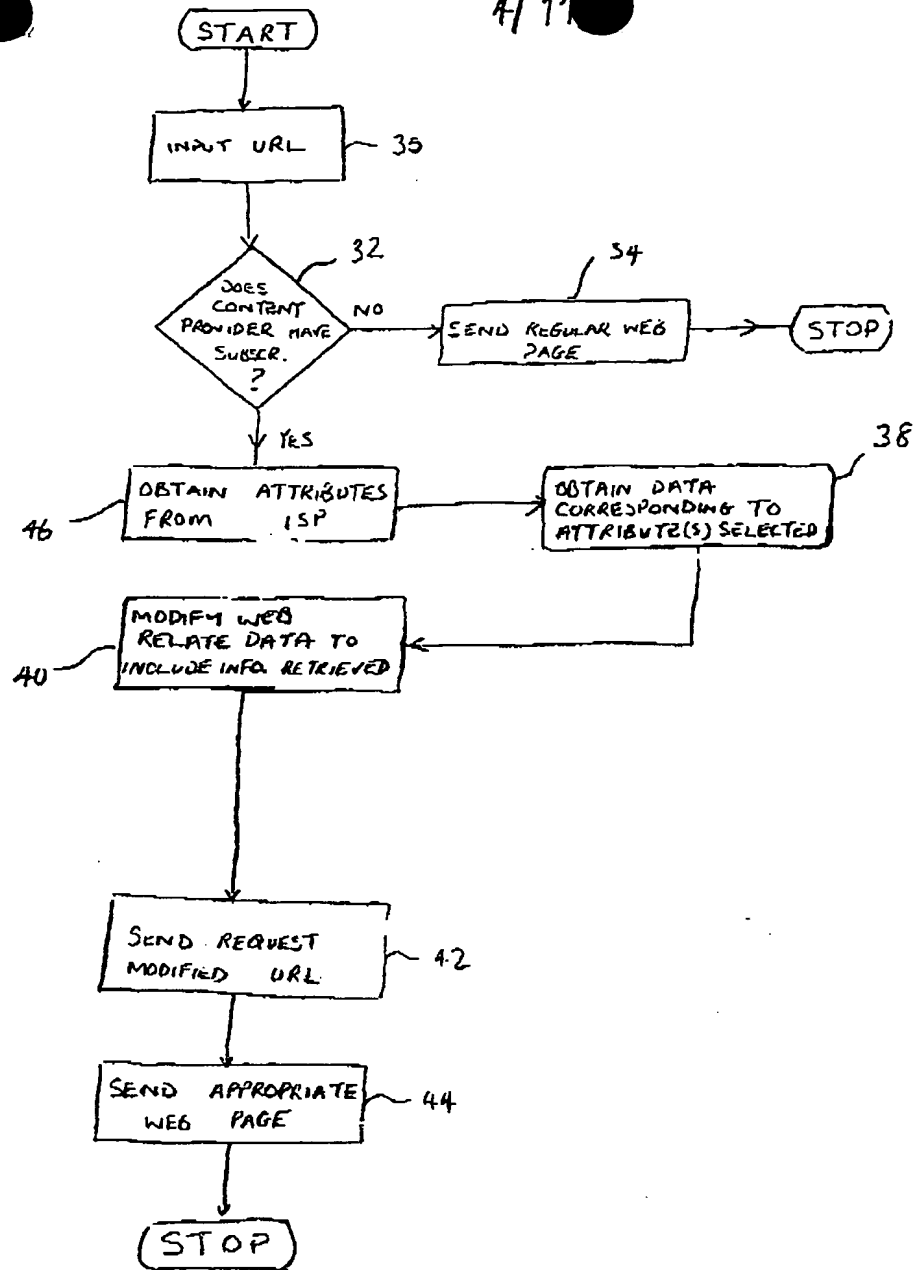 4/11
START
INPUT URL
35
32
DOES
CONTENT
PROVIDER HAVE
SUBSCR.
?
NO
54
SEND REGULAR WEB
PAGE
STOP
YES
46
OBTAIN ATTRIBUTES
FROM ISP
38
OBTAIN DATA
CORRESPONDING TO
ATTRIBUTE(S) SELECTED
40
MODIFY WEB
RELATE DATA TO
INCLUDE INFO. RETRIEVED
SEND REQUEST
MODIFIED URL
42
SEND APPROPRIATE
WEB PAGE
44
STOP